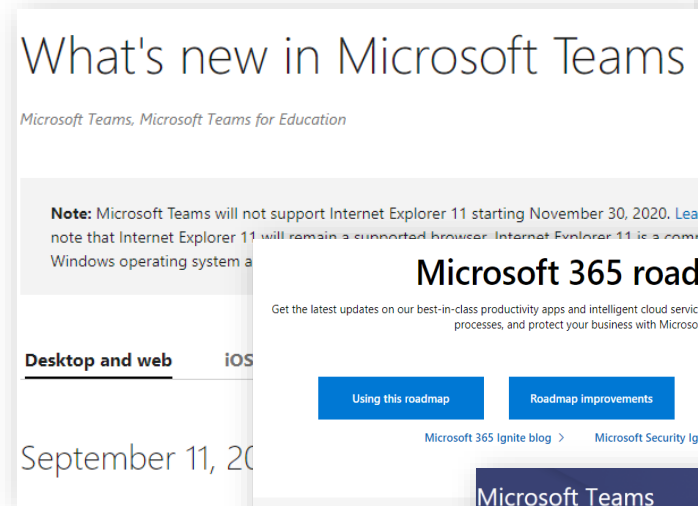 What's new in Microsoft Teams
Microsoft Teams, Microsoft Teams for Education
Note: Microsoft Teams will not support Internet Explorer 11 starting November 30, 2020. Lea
note that Internet Explorer 11 will remain a supported browser. Internet Explorer 11 is a com
Windows operating system a
Microsoft 365 road
Get the latest updates on our best-in-class productivity apps and intelligent cloud servic
processes, and protect your business with Microso
Desktop and web iOS
Using this roadmap Roadmap improvements
Microsoft 365 Ignite blog > Microsoft Security Ig
September 11, 20
Microsoft Teams